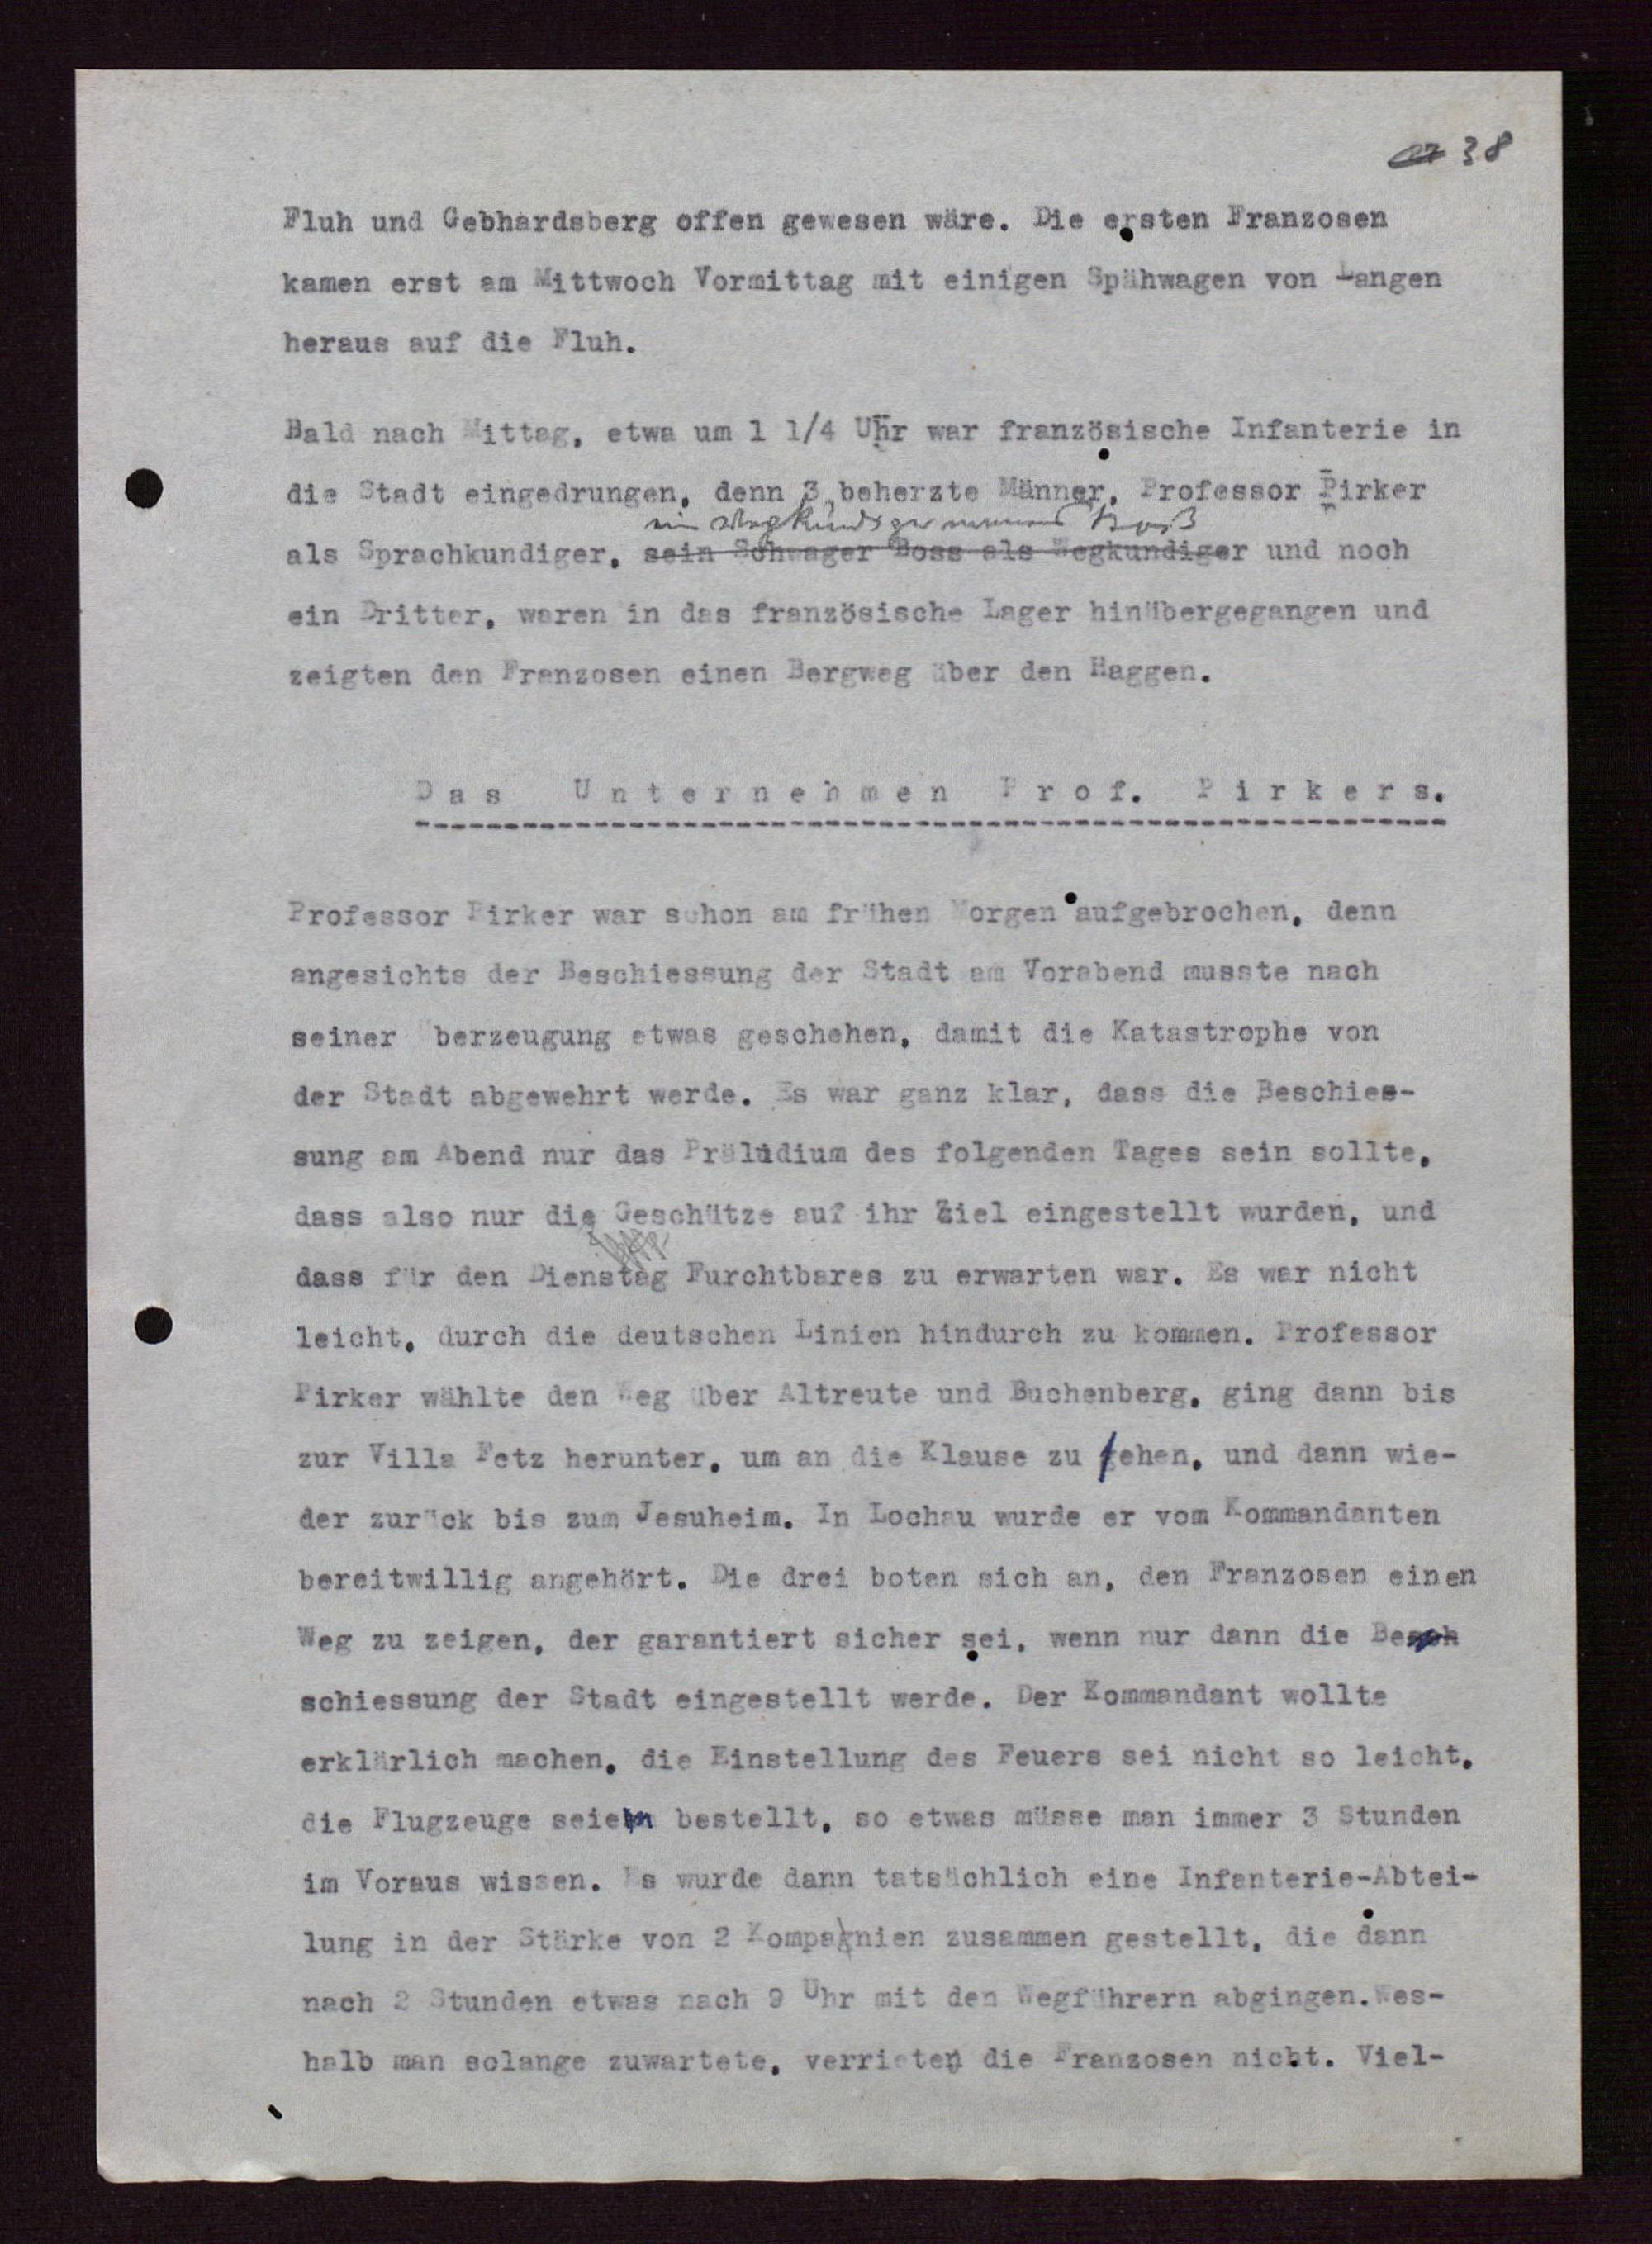 38
Fluh und Gebhardsberg offen gewesen wäre. Die ersten Franzosen
kamen erst am Mittwoch Vormittag mit einigen Spähwagen von Langen
heraus auf die Fluh.
Bald nach Mittag, etwa um 1 1/4 Uhr war französische Infanterie in
die Stadt eingedrungen, denn 3 beherzte Männer, Professor Pirker
ein Wegkundiger namens Boß
als Sprachkundiger, sein Schwager Boss als Wegkundiger und noch
ein Dritter, waren in das französische Lager hinübergegangen und
zeigten den Franzosen einen Bergweg über den Haggen.
Das Unternehmen Prof. Pirkers.
Professor Pirker war schon am frühen Morgen aufgebrochen, denn
angesichts der Beschiessung der Stadt am Vorabend musste nach
seiner berzeugung etwas geschehen, damit die Katastrophe von
der Stadt abgewehrt werde. Es war ganz klar, dass die Beschies-
sung am Abend nur das Präludium des folgenden Tages sein sollte,
dass also nur die Geschütze auf ihr Ziel eingestellt wurden, und
dass für den Dienstag Furchtbares zu erwarten war. Es war nicht
leicht, durch die deutschen Linien hindurch zu kommen. Professor
Pirker wählte den Weg über Altreute und Buchenberg, ging dann bis
zur Villa Fetz herunter, um an die Klause zu gehen, und dann wie-
der zurück bis zum Jesuheim. In Lochau wurde er vom Kommandanten
bereitwillig angehört. Die drei boten sich an, den Franzosen einen
Weg zu zeigen, der garantiert sicher sei, wenn nur dann die Besch
schiessung der Stadt eingestellt werde. Der Kommandant wollte
erklärlich machen, die Einstellung des Feuers sei nicht so leicht,
die Flugzeuge seien bestellt, so etwas müsse man immer 3 Stunden
im Voraus wissen. Es wurde dann tatsächlich eine Infanterie-Abtei-
lung in der Stärke von 2 Kompagnien zusammen gestellt, die dann
nach 2 Stunden etwas nach 9 Uhr mit den Wegführern abgingen. Wes-
halb man solange zuwartete, verrieten die Franzosen nicht. Viel-